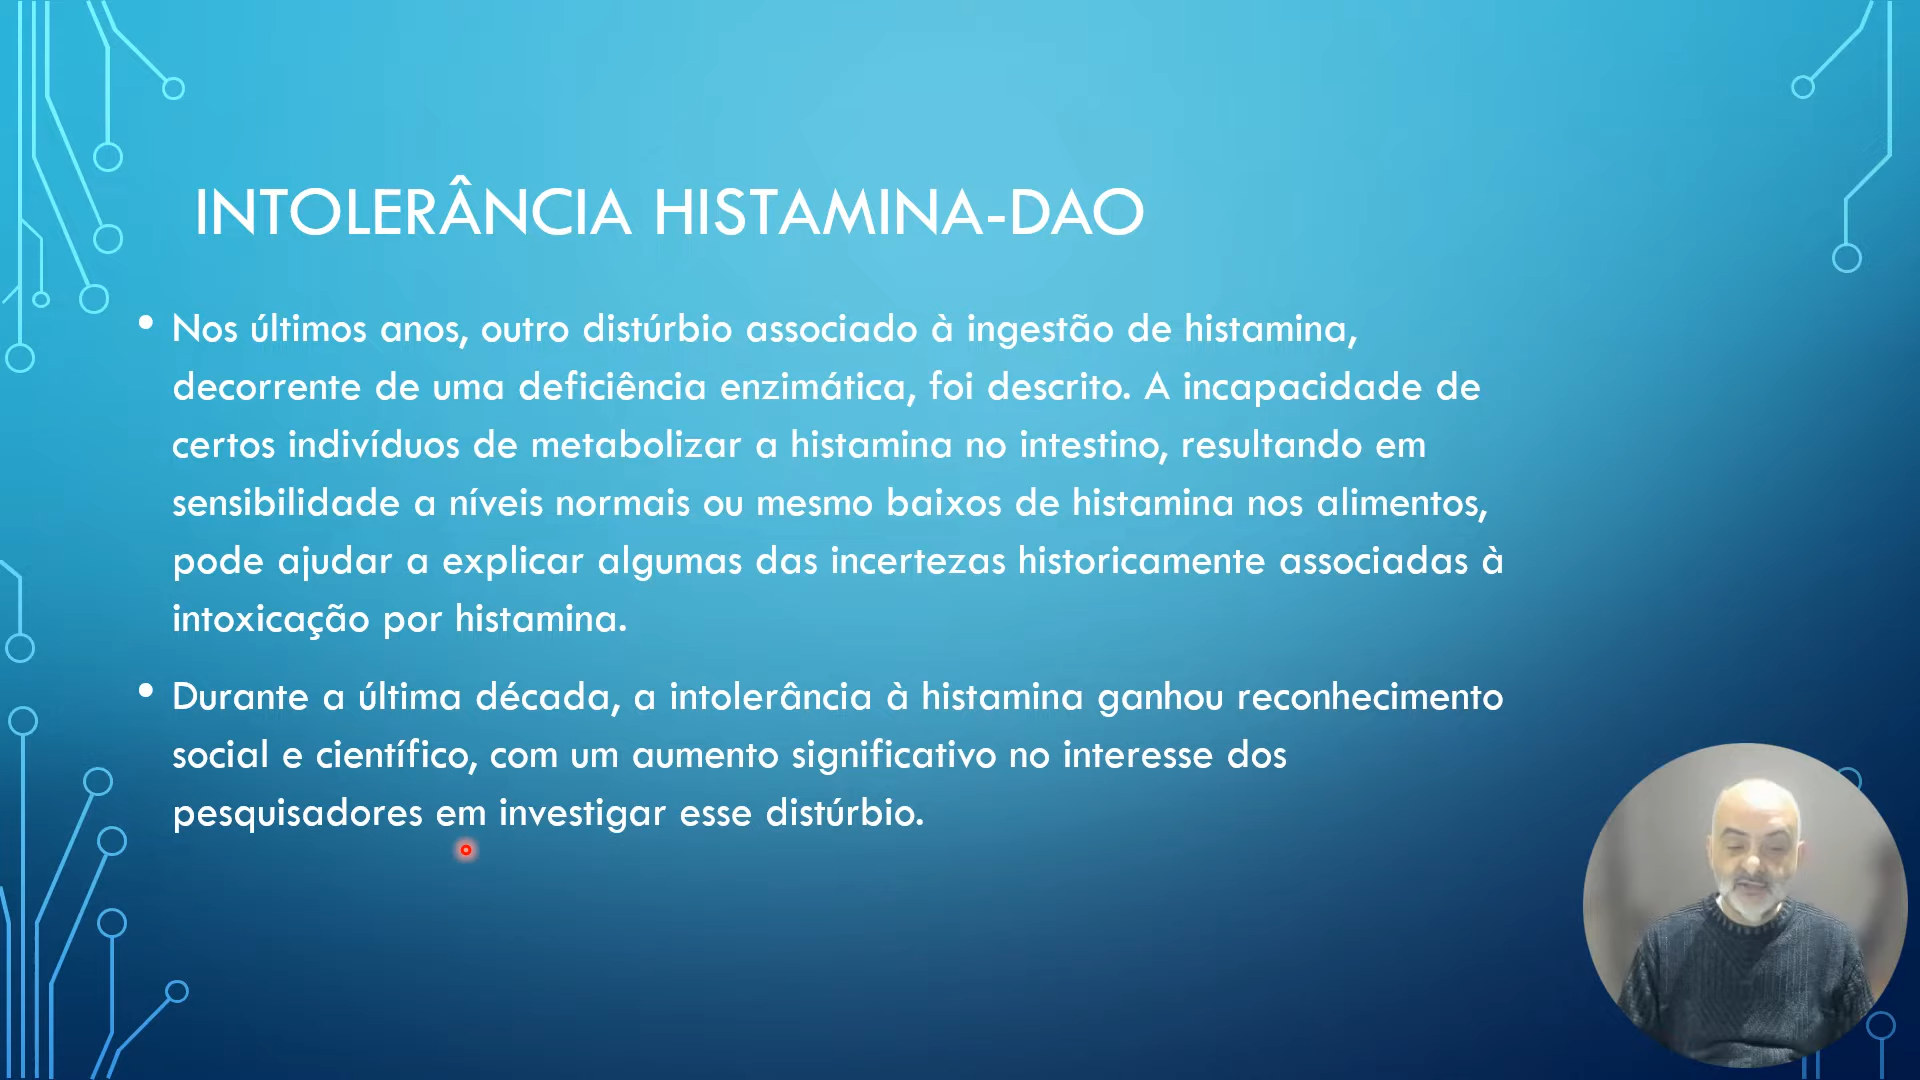 INTOLERÂNCIA HISTAMINA-DAO
• Nos últimos anos, outro distúrbio associado à ingestão de histamina,
decorrente de uma deficiência enzimática, foi descrito. A incapacidade de
certos indivíduos de metabolizar a histamina no intestino, resultando em
sensibilidade a níveis normais ou mesmo baixos de histamina nos alimentos,
pode ajudar a explicar algumas das incertezas historicamente associadas à
intoxicação por histamina.
• Durante a última década, a intolerância à histamina ganhou reconhecimento
social e científico, com um aumento significativo no interesse dos
pesquisadores em investigar esse distúrbio.